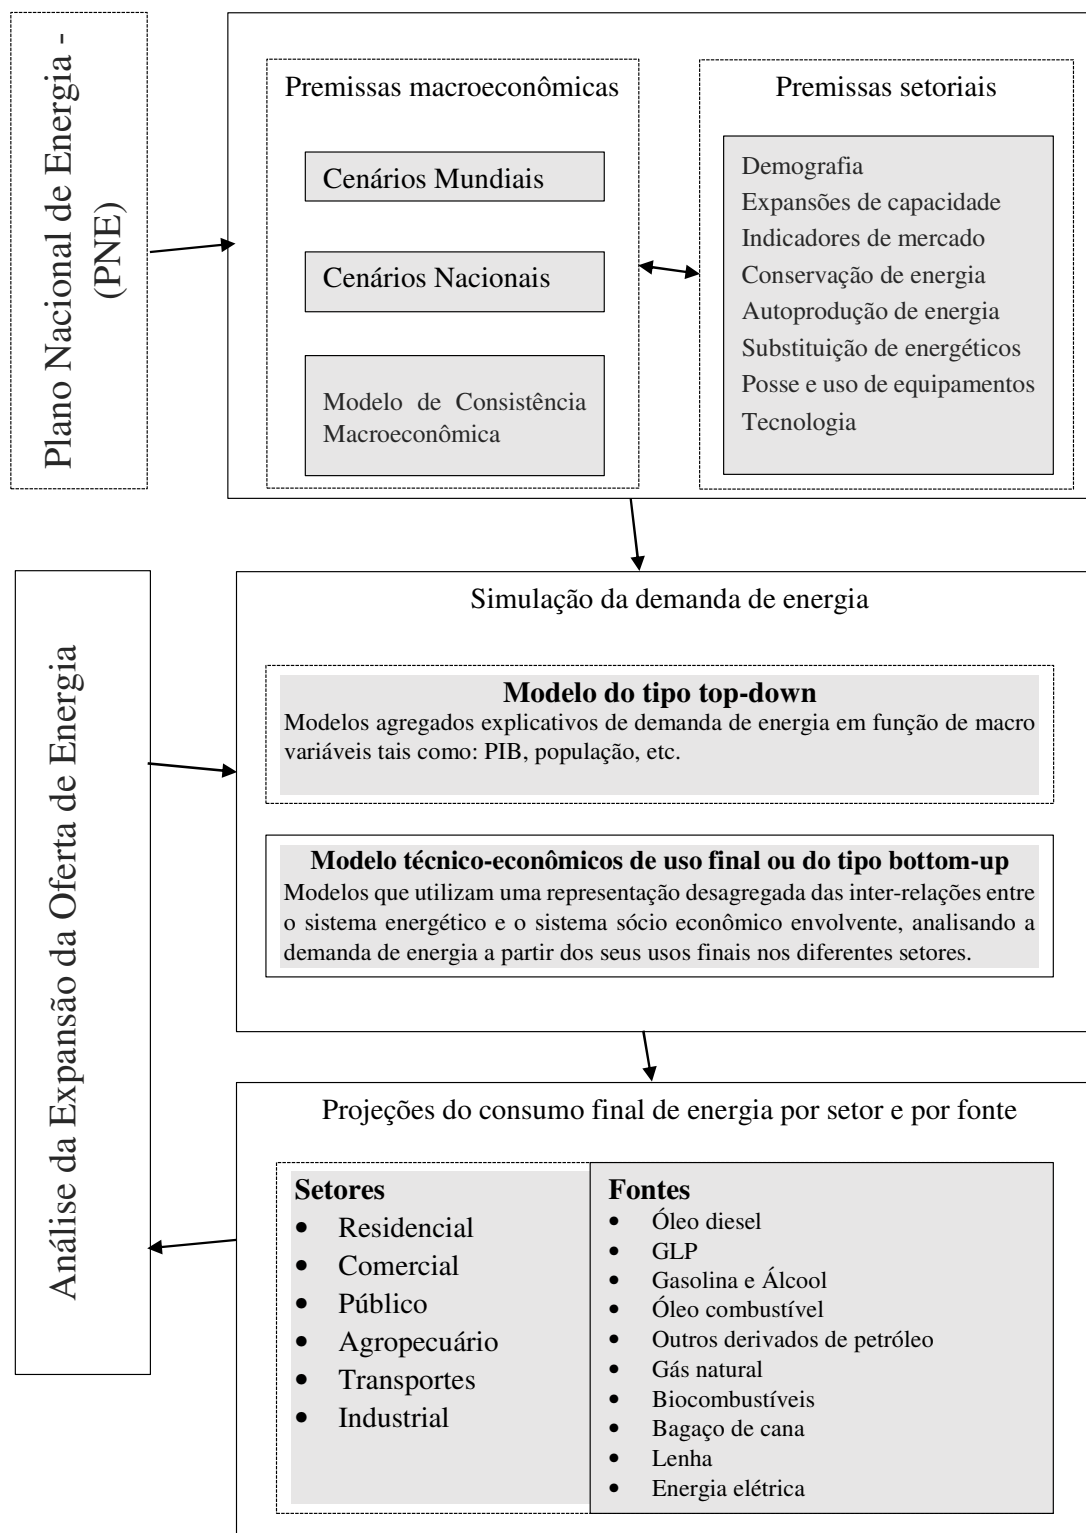 Plano Nacional de Energia -
(PNE)
Premissas macroeconômicas
Cenários Mundiais
Cenários Nacionais
Modelo de Consistência
Macroeconômica
Premissas setoriais
Demografia
Expansões de capacidade
Indicadores de mercado
Conservação de energia
Autoprodução de energia
Substituição de energéticos
Posse e uso de equipamentos
Tecnologia
Análise da Expansão da Oferta de Energia
Simulação da demanda de energia
Modelo do tipo top-down
Modelos agregados explicativos de demanda de energia em função de macro
variáveis tais como: PIB, população, etc.
Modelo técnico-econômicos de uso final ou do tipo bottom-up
Modelos que utilizam uma representação desagregada das inter-relações entre
o sistema energético e o sistema sócio econômico envolvente, analisando a
demanda de energia a partir dos seus usos finais nos diferentes setores.
Projeções do consumo final de energia por setor e por fonte
Setores
• Residencial
• Comercial
• Público
• Agropecuário
• Transportes
• Industrial
Fontes
• Óleo diesel
• GLP
• Gasolina e Álcool
• Óleo combustível
• Outros derivados de petróleo
• Gás natural
• Biocombustíveis
• Bagaço de cana
• Lenha
• Energia elétrica